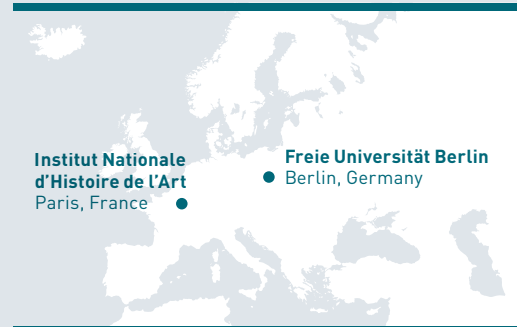 Institut Nationale
d'Histoire de l'Art
Paris, France
Freie Universität Berlin
Berlin, Germany